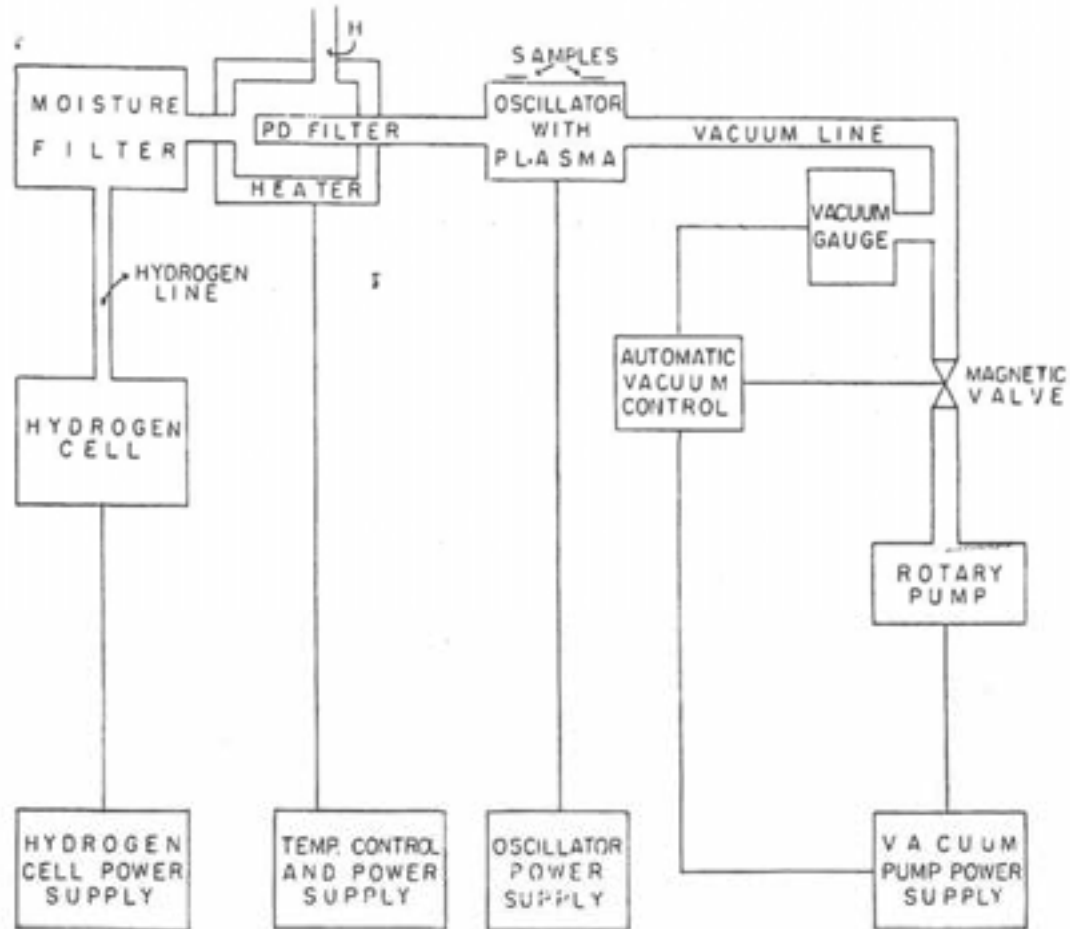 H
SAMPLES
MOISTURE
FILTER
PD FILTER
HEATER
OSCILLATOR
WITH
PLASMA
VACUUM LINE
VACUUM
GAUGE
HYDROGEN
LINE
AUTOMATIC
VACUUM
CONTROL
MAGNETIC
VALVE
HYDROGEN
CELL
ROTARY
PUMP
HYDROGEN
CELL POWER
SUPPLY
TEMP. CONTROL
AND POWER
SUPPLY
OSCILLATOR
POWER
SUPPLY
VACUUM
PUMP POWER
SUPPLY